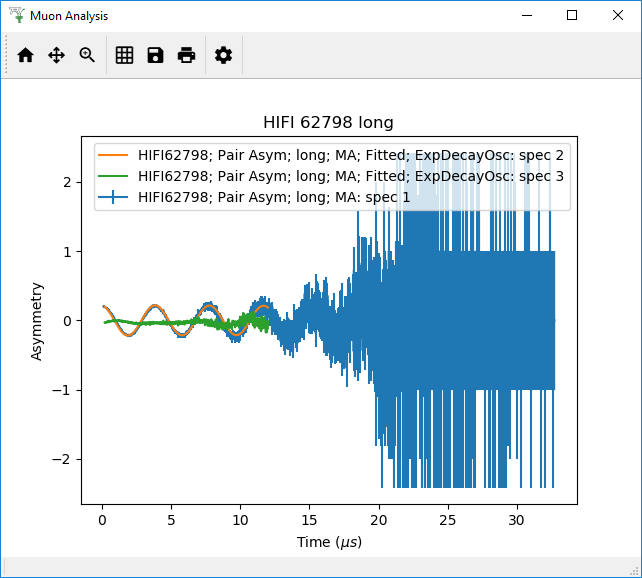 Muon Analysis
HIFI 62798 long
HIFI62798; Pair Asym; long; MA; Fitted; ExpDecayOsc: spec 2
HIFI62798; Pair Asym; long; MA; Fitted; ExpDecayOsc: spec 3
HIFI62798; Pair Asym; long; MA: spec 1
2
1
0
−1
−2
Asymmetry
0 5 10 15 20 25 30
Time (μs)